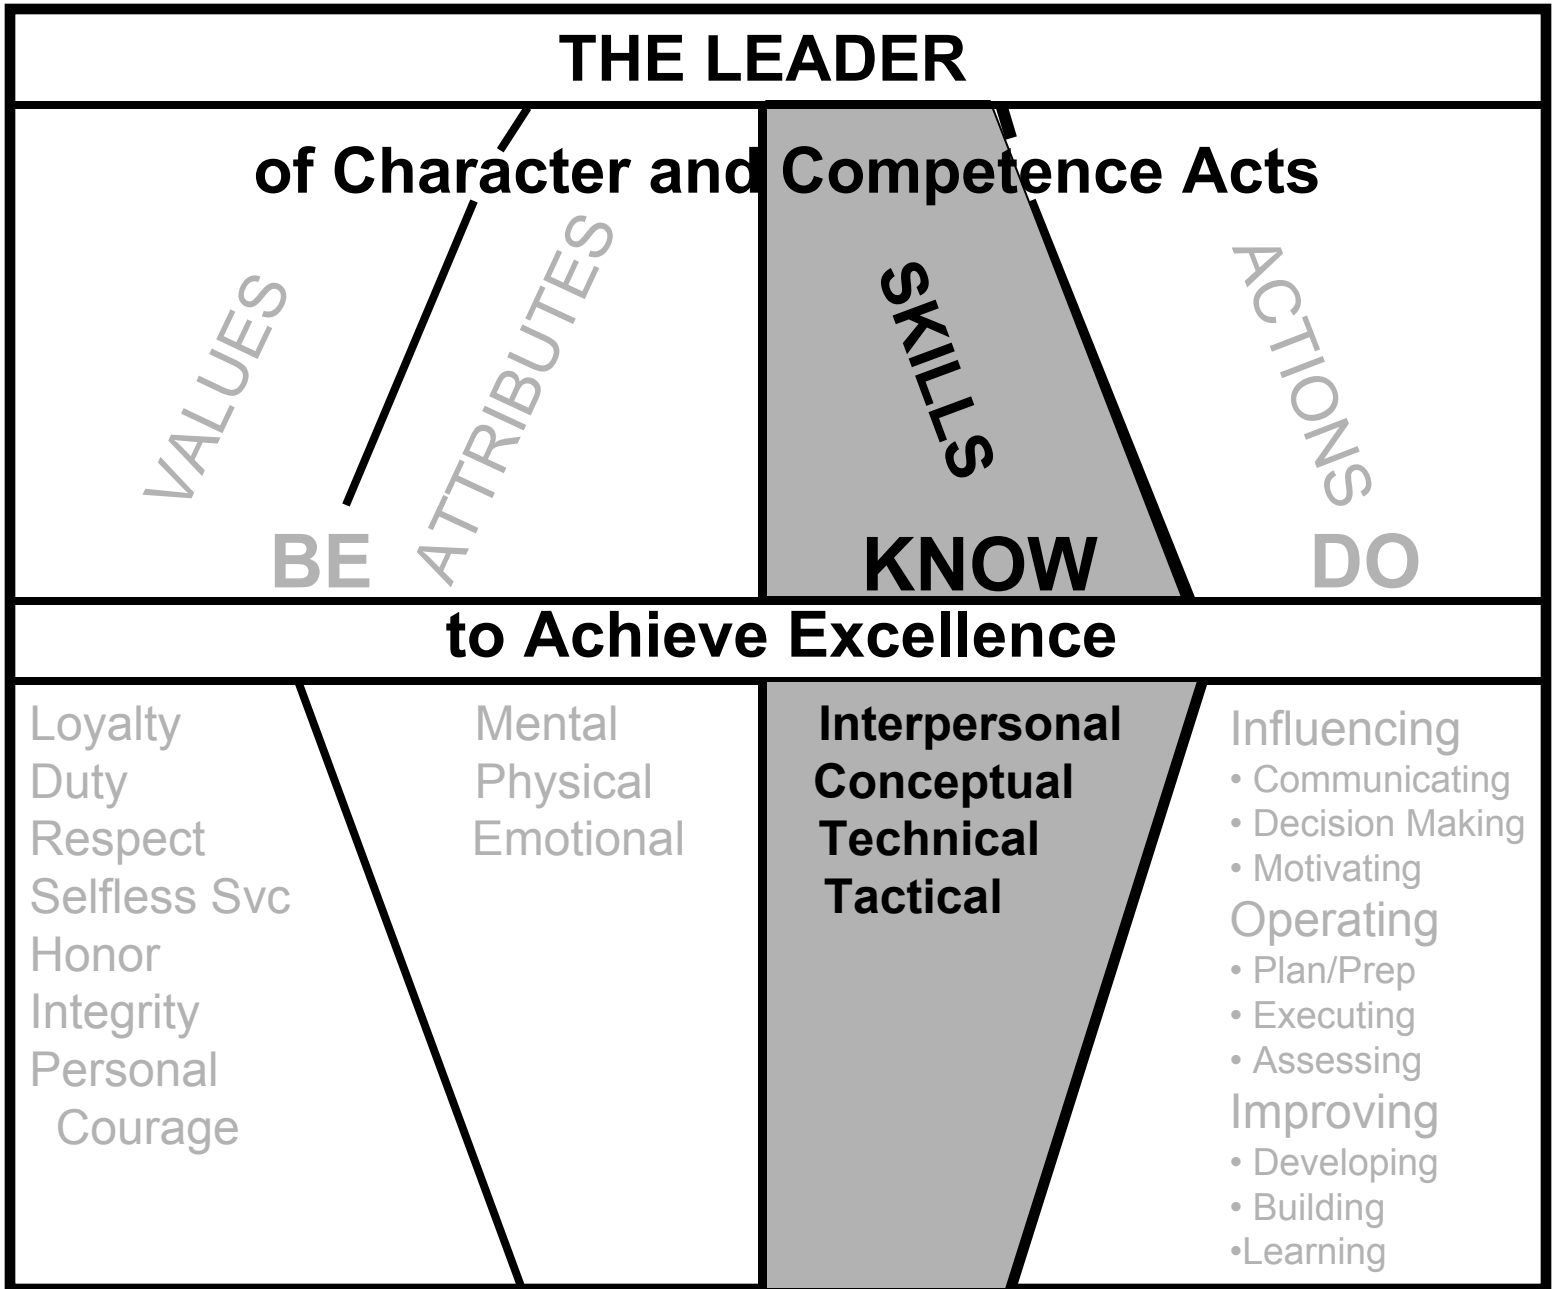 THE LEADER
of Character and Competence Acts
VALUES
ATTRIBUTES
SKILLS
ACTIONS
BE
KNOW
DO
to Achieve Excellence
Loyalty
Duty
Respect
Selfless Svc
Honor
Integrity
Personal
Courage
Mental
Physical
Emotional
Interpersonal
Conceptual
Technical
Tactical
Influencing
• Communicating
• Decision Making
• Motivating
Operating
• Plan/Prep
• Executing
• Assessing
Improving
• Developing
• Building
•Learning